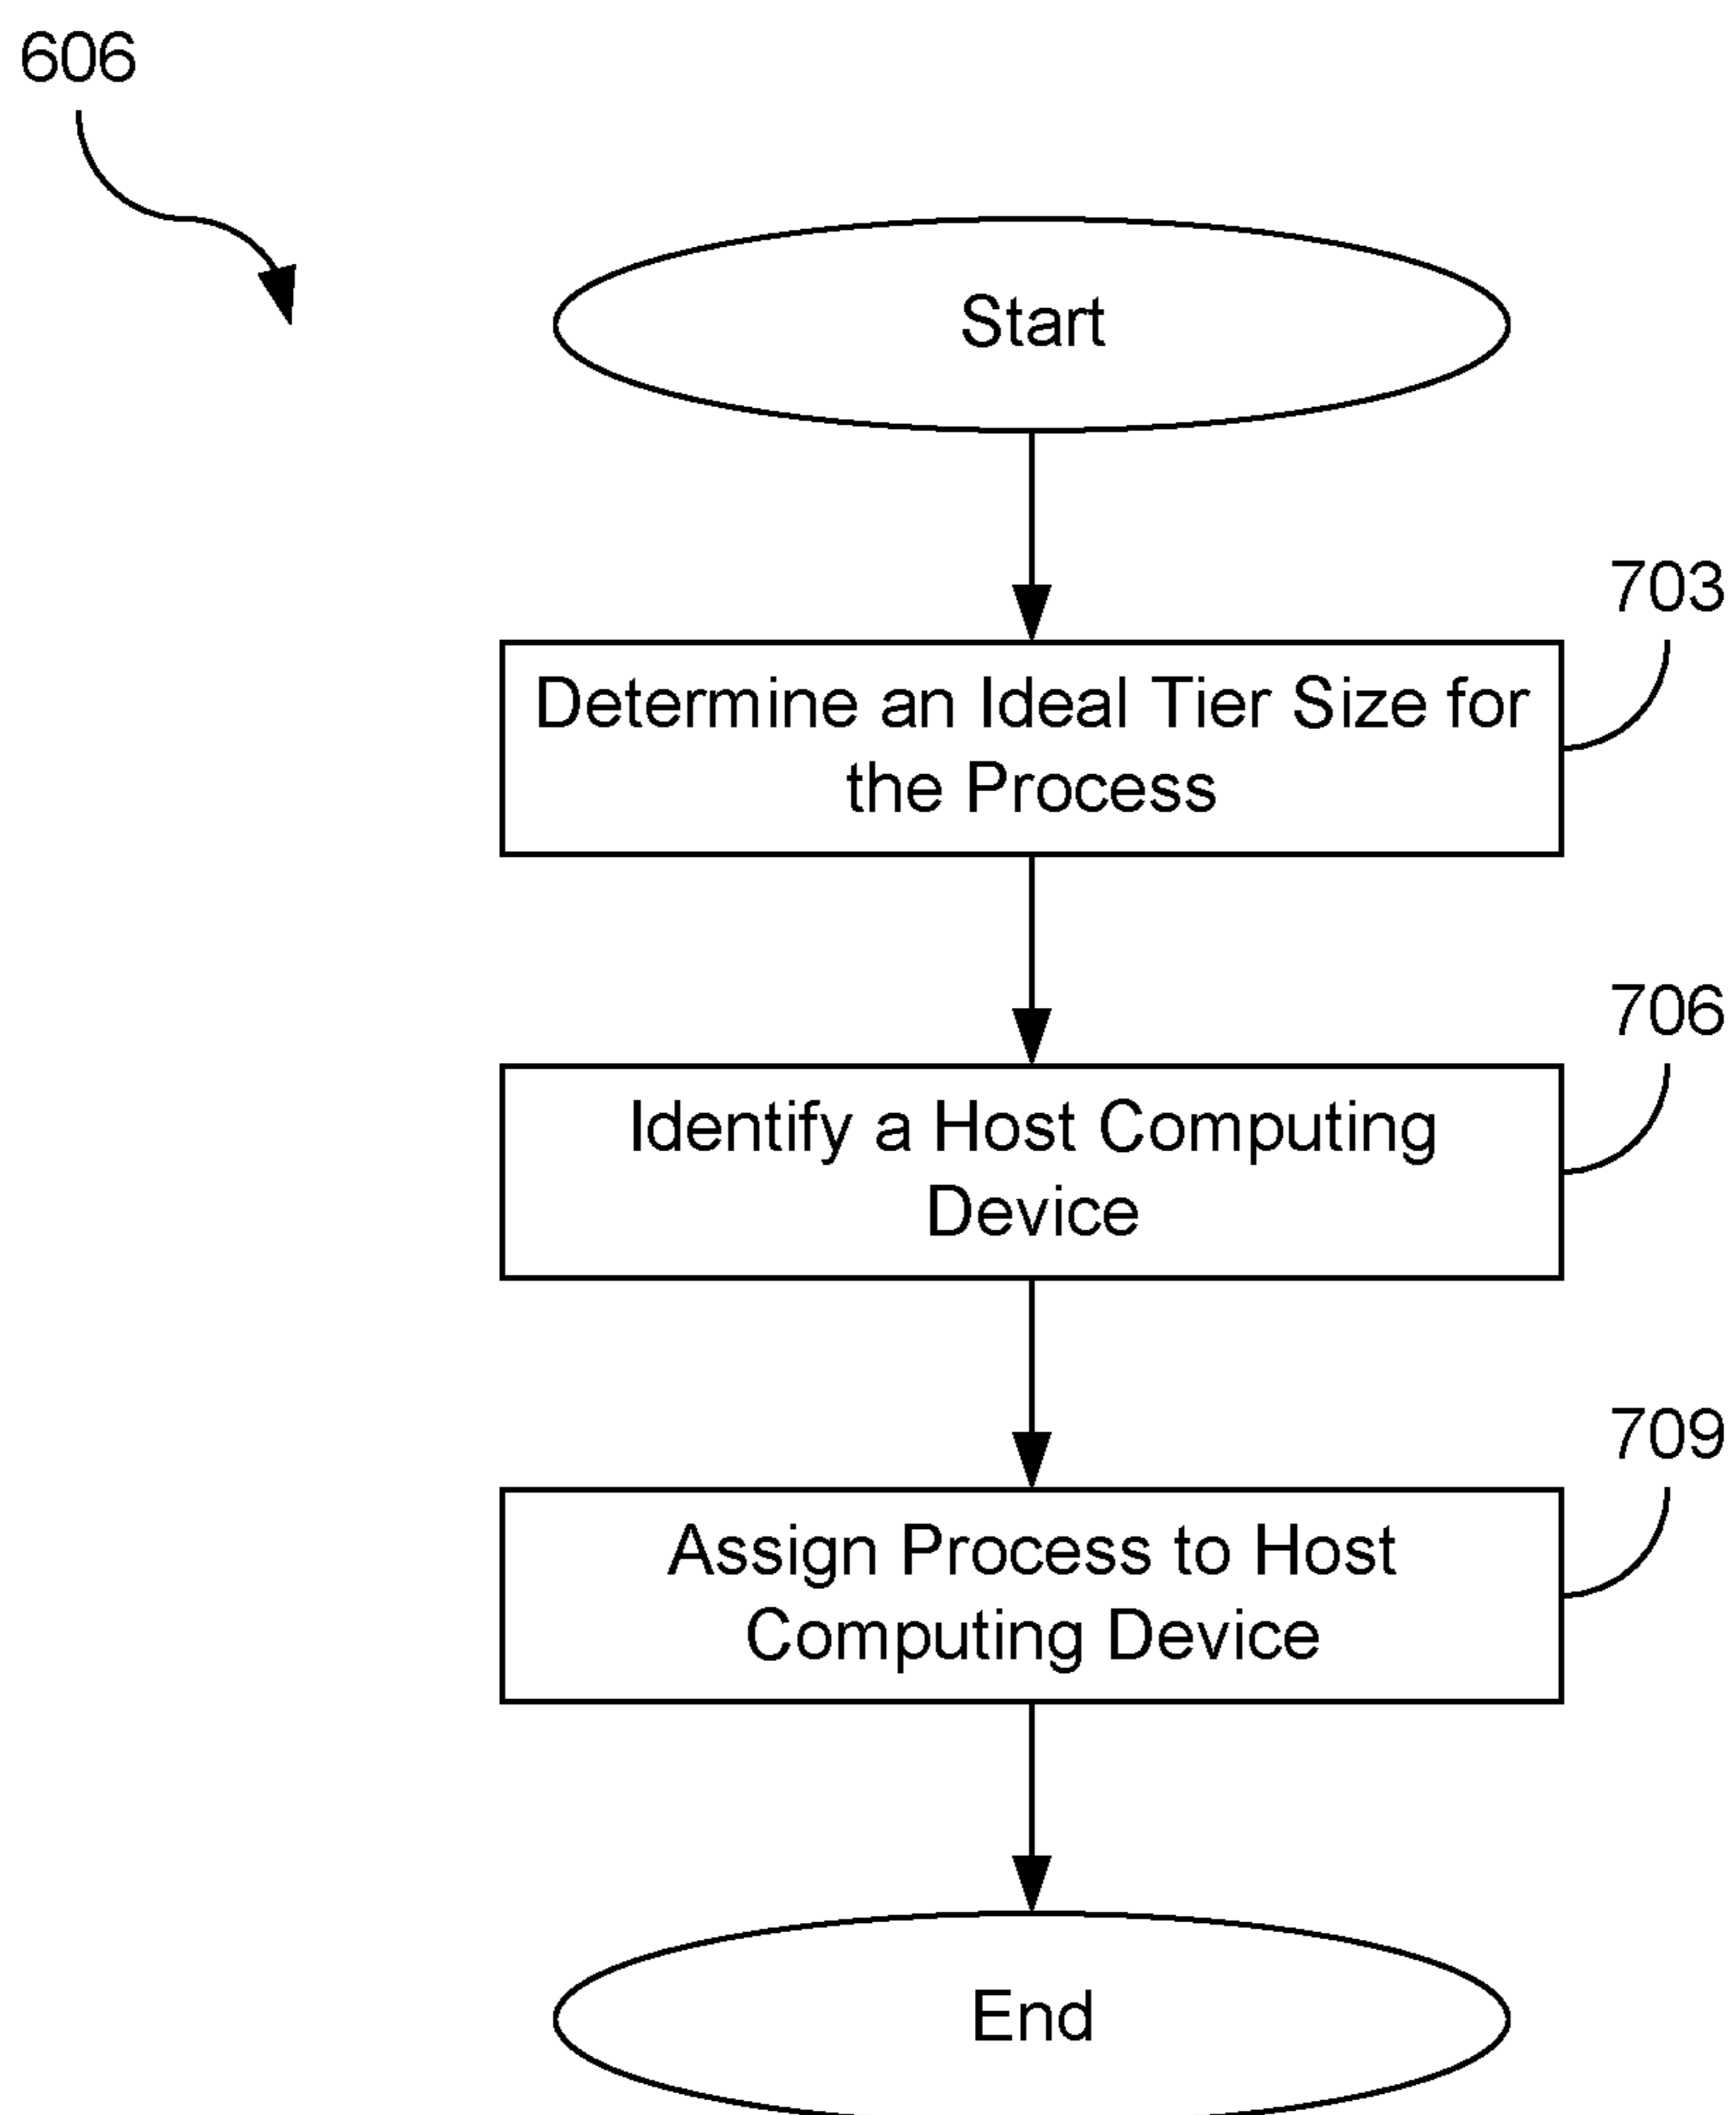 606
Start
703
Determine an Ideal Tier Size for
the Process
706
Identify a Host Computing
Device
709
Assign Process to Host
Computing Device
End